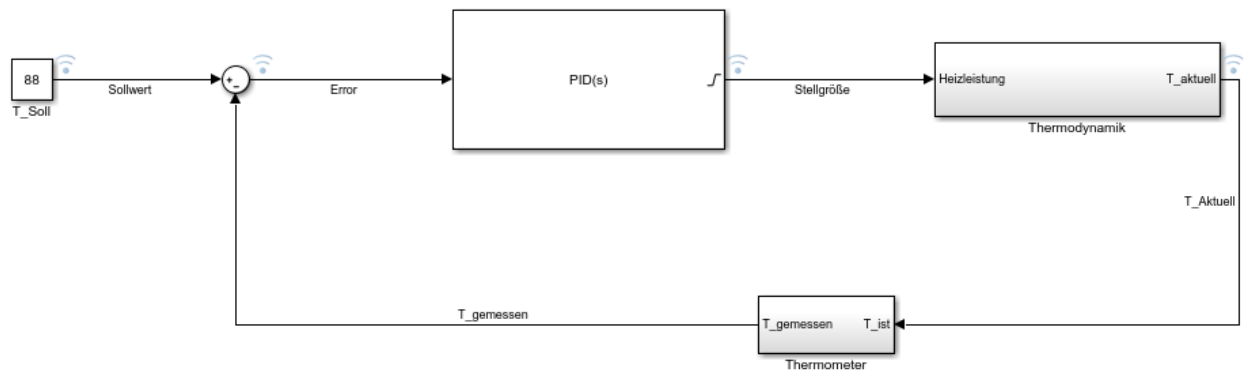 88
T_Soll
Sollwert
+
−
Error
PID(s)
Stellgröße
Heizleistung
T_aktuell
Thermodynamik
T_Aktuell
T_gemessen
T_gemessen
T_ist
Thermometer